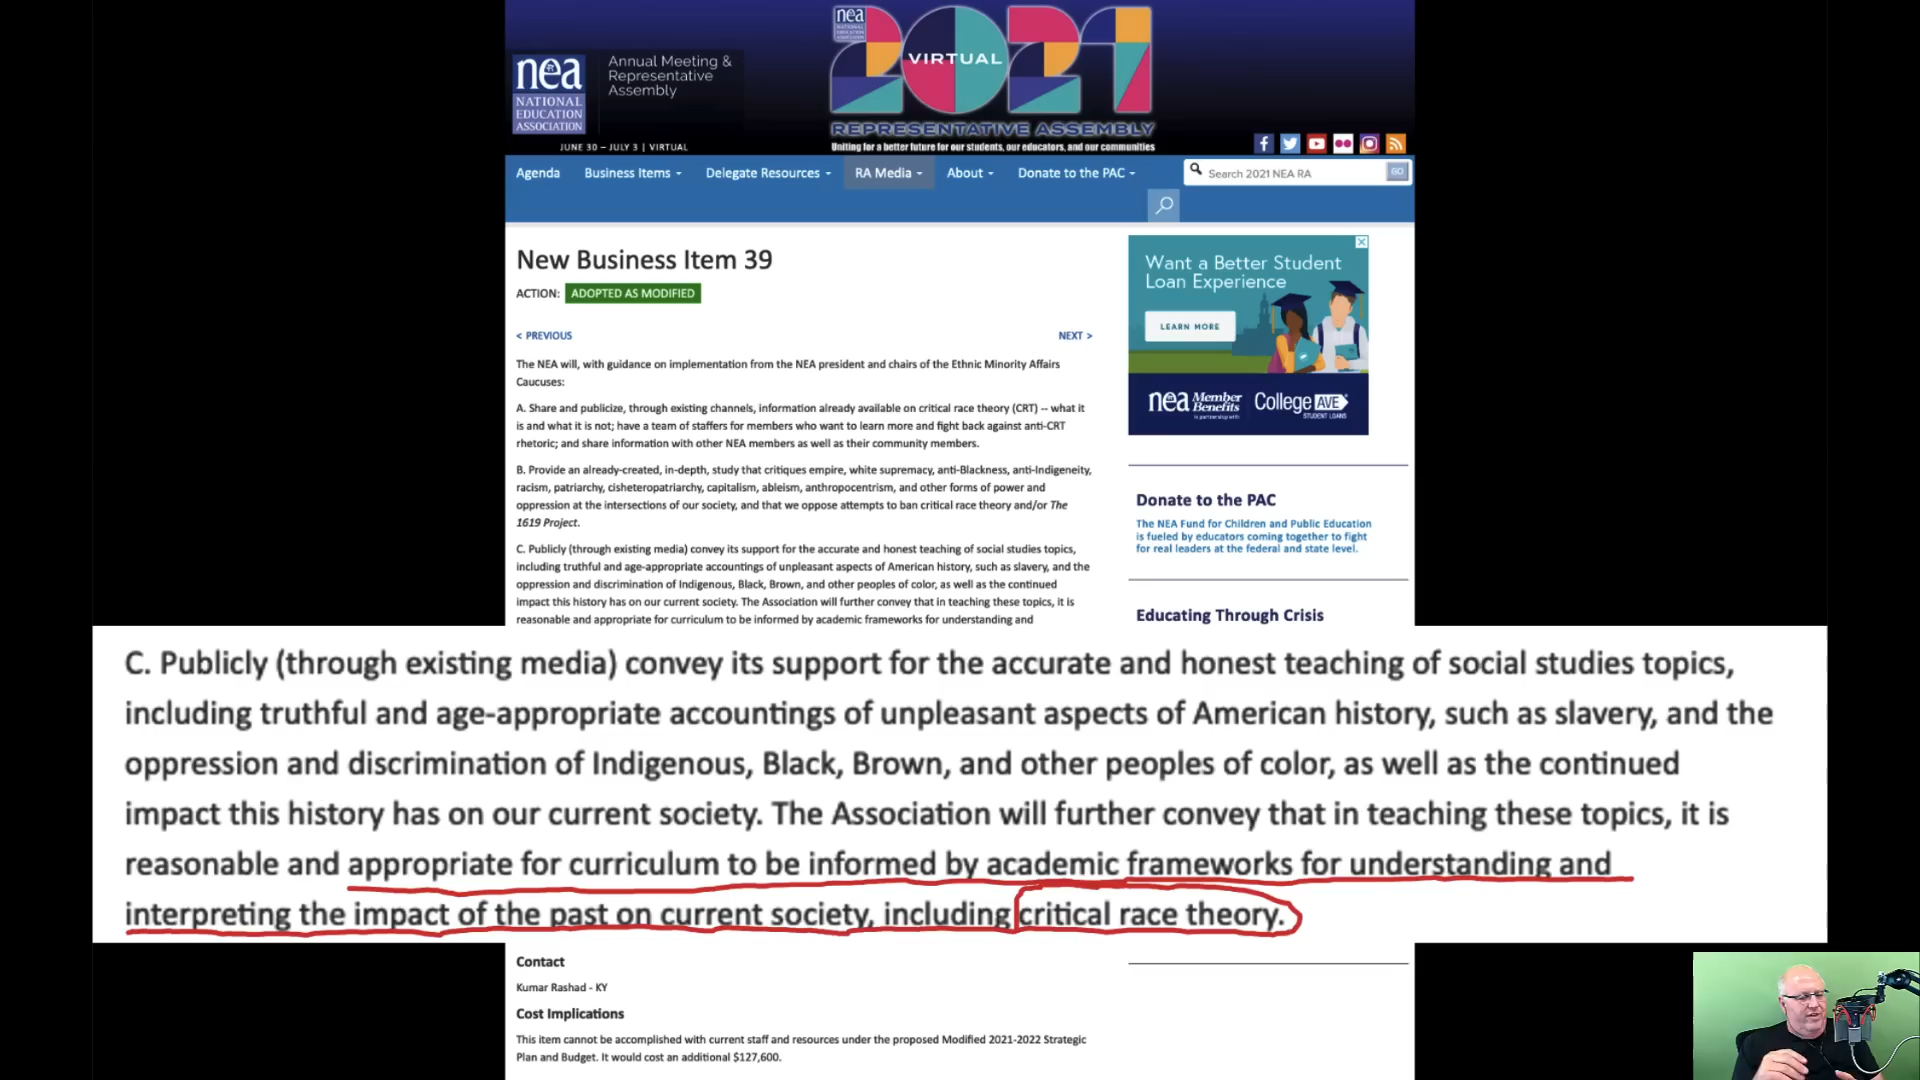 nea
NATIONAL
EDUCATION
ASSOCIATION
Annual Meeting &
Representative
Assembly
JUNE 30 – JULY 3 | VIRTUAL
nea
NATIONAL
EDUCATION
ASSOCIATION
2021
VIRTUAL
REPRESENTATIVE ASSEMBLY
Uniting for a better future for our students, our educators, and our communities
Agenda
Business Items
Delegate Resources
RA Media
About
Donate to the PAC
Search 2021 NEA RA
GO
New Business Item 39
ACTION: ADOPTED AS MODIFIED
< PREVIOUS
NEXT >
The NEA will, with guidance on implementation from the NEA president and chairs of the Ethnic Minority Affairs
Caucuses:
A. Share and publicize, through existing channels, information already available on critical race theory (CRT) -- what it
is and what it is not; have a team of staffers for members who want to learn more and fight back against anti-CRT
rhetoric; and share information with other NEA members as well as their community members.
B. Provide an already-created, in-depth, study that critiques empire, white supremacy, anti-Blackness, anti-Indigeneity,
racism, patriarchy, cisheteropatriarchy, capitalism, ableism, anthropocentrism, and other forms of power and
oppression at the intersections of our society, and that we oppose attempts to ban critical race theory and/or The
1619 Project.
C. Publicly (through existing media) convey its support for the accurate and honest teaching of social studies topics,
including truthful and age-appropriate accountings of unpleasant aspects of American history, such as slavery, and the
oppression and discrimination of Indigenous, Black, Brown, and other peoples of color, as well as the continued
impact this history has on our current society. The Association will further convey that in teaching these topics, it is
reasonable and appropriate for curriculum to be informed by academic frameworks for understanding and
Want a Better Student
Loan Experience
LEARN MORE
nea Member
Benefits
in partnership with
College AVE
STUDENT LOANS
Donate to the PAC
The NEA Fund for Children and Public Education
is fueled by educators coming together to fight
for real leaders at the federal and state level.
Educating Through Crisis
C. Publicly (through existing media) convey its support for the accurate and honest teaching of social studies topics,
including truthful and age-appropriate accountings of unpleasant aspects of American history, such as slavery, and the
oppression and discrimination of Indigenous, Black, Brown, and other peoples of color, as well as the continued
impact this history has on our current society. The Association will further convey that in teaching these topics, it is
reasonable and appropriate for curriculum to be informed by academic frameworks for understanding and
interpreting the impact of the past on current society, including critical race theory.
Contact
Kumar Rashad - KY
Cost Implications
This item cannot be accomplished with current staff and resources under the proposed Modified 2021-2022 Strategic
Plan and Budget. It would cost an additional $127,600.